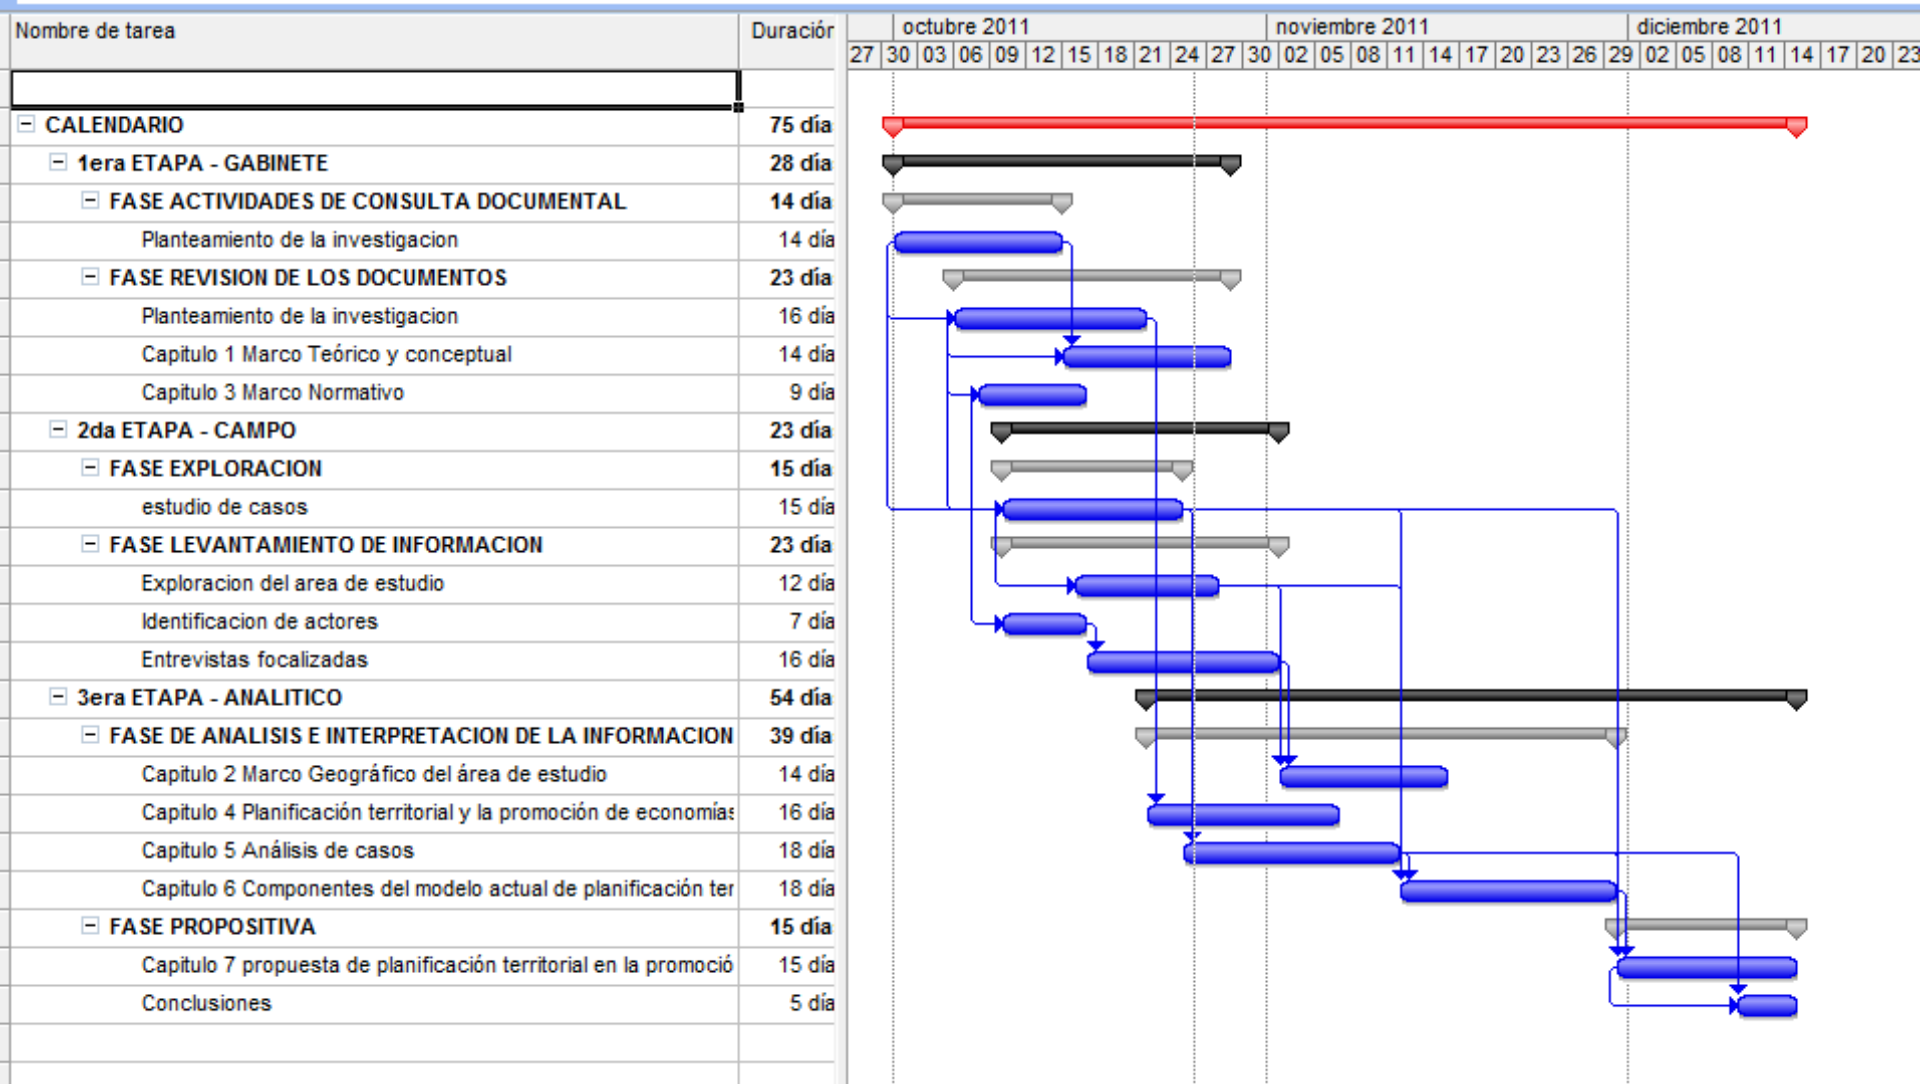 Nombre de tarea Duración octubre 2011 noviembre 2011 diciembre 2011
27 30 03 06 09 12 15 18 21 24 27 30 02 05 08 11 14 17 20 23 26 29 02 05 08 11 14 17 20 23
CALENDARIO 75 día
1era ETAPA - GABINETE 28 día
FASE ACTIVIDADES DE CONSULTA DOCUMENTAL 14 día
Planteamiento de la investigacion 14 día
FASE REVISION DE LOS DOCUMENTOS 23 día
Planteamiento de la investigacion 16 día
Capitulo 1 Marco Teórico y conceptual 14 día
Capitulo 3 Marco Normativo 9 día
2da ETAPA - CAMPO 23 día
FASE EXPLORACION 15 día
estudio de casos 15 día
FASE LEVANTAMIENTO DE INFORMACION 23 día
Exploracion del area de estudio 12 día
Identificacion de actores 7 día
Entrevistas focalizadas 16 día
3era ETAPA - ANALITICO 54 día
FASE DE ANALISIS E INTERPRETACION DE LA INFORMACION 39 día
Capitulo 2 Marco Geográfico del área de estudio 14 día
Capitulo 4 Planificación territorial y la promoción de economías 16 día
Capitulo 5 Análisis de casos 18 día
Capitulo 6 Componentes del modelo actual de planificación ter 18 día
FASE PROPOSITIVA 15 día
Capitulo 7 propuesta de planificación territorial en la promoció 15 día
Conclusiones 5 día